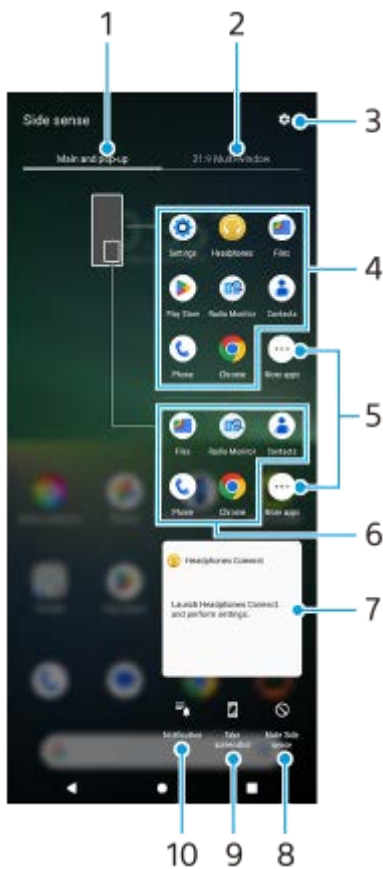 1
2
Side sense
3
Main and pop-up
21:9 Multi-window
Settings
Headphones
Files
4
Play Store
Radio Monitor
Contacts
Phone
Chrome
More apps
5
Files
Radio Monitor
Contacts
Phone
Chrome
More apps
6
Headphones Connect
Launch Headphones Connect
and perform settings.
7
Notification
Take
screenshot
Mute Side
sense
10
9
8